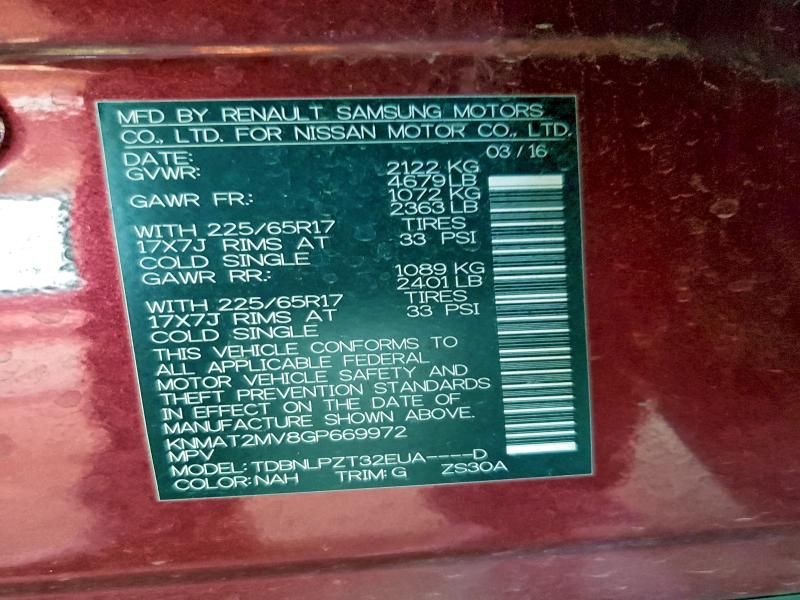 MFD BY RENAULT SAMSUNG MOTORS
CO., LTD. FOR NISSAN MOTOR CO., LTD.
DATE: 03 / 16
GVWR: 2122 KG
4679 LB
GAWR FR.: 1072 KG
2363 LB
WITH 225/65R17 TIRES
17X7J RIMS AT 33 PSI
COLD SINGLE
GAWR RR.: 1089 KG
2401 LB
WITH 225/65R17 TIRES
17X7J RIMS AT 33 PSI
COLD SINGLE
THIS VEHICLE CONFORMS TO
ALL APPLICABLE FEDERAL
MOTOR VEHICLE SAFETY AND
THEFT PREVENTION STANDARDS
IN EFFECT ON THE DATE OF
MANUFACTURE SHOWN ABOVE.
KNMAT2MV8GP669972
MPV
MODEL: TDBNLPZT32EUA----D
COLOR: NAH TRIM: G ZS30A